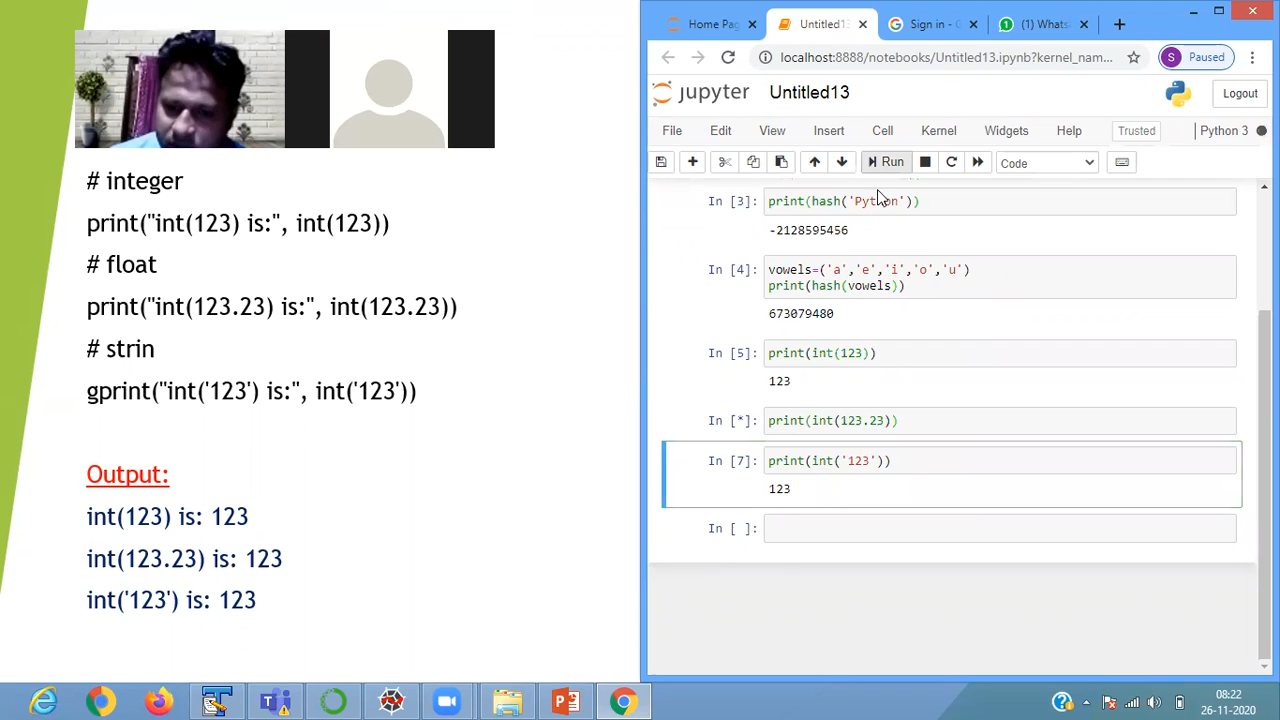 # integer
print("int(123) is:", int(123))
# float
print("int(123.23) is:", int(123.23))
# strin
gprint("int('123') is:", int('123'))
Output:
int(123) is: 123
int(123.23) is: 123
int('123') is: 123
Home Pag
Untitled13
Sign in - G
(1) Whats
localhost:8888/notebooks/Untitled13.ipynb?kernel_nam...
S Paused
jupyter Untitled13
Logout
File Edit View Insert Cell Kernel Widgets Help Trusted Python 3
Run Code
In [3]: print(hash('Python'))
-2128595456
In [4]: vowels=('a','e','i','o','u')
print(hash(vowels))
673079480
In [5]: print(int(123))
123
In [*]: print(int(123.23))
In [7]: print(int('123'))
123
In [ ]:
08:22
26-11-2020